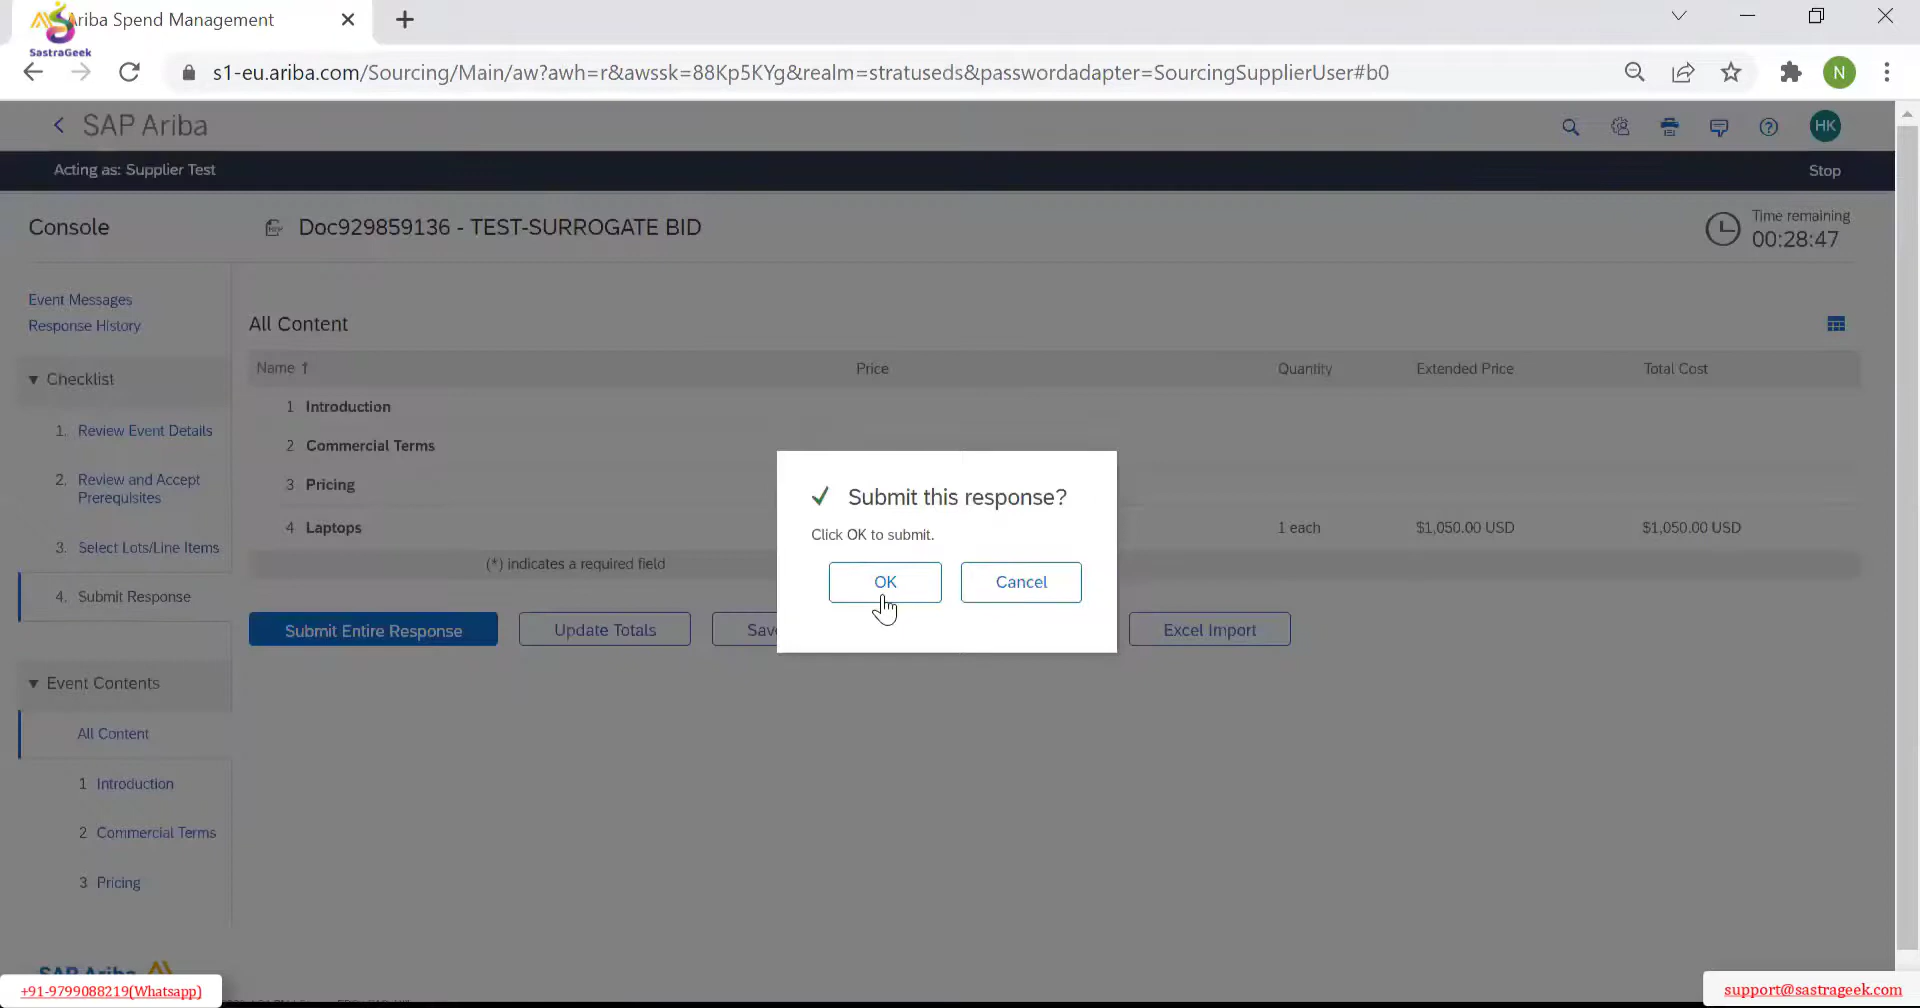 Ariba Spend Management
SastraGeek
s1-eu.ariba.com/Sourcing/Main/aw?awh=r&awssk=88Kp5KYg&realm=stratuseds&passwordadapter=SourcingSupplierUser#b0
N
SAP Ariba
HK
Acting as: Supplier Test
Stop
Console
Doc929859136 - TEST-SURROGATE BID
Time remaining
00:28:47
Event Messages
Response History
All Content
Checklist
Name ↑ Price Quantity Extended Price Total Cost
1 Introduction
1. Review Event Details
2 Commercial Terms
2. Review and Accept
Prerequisites
3 Pricing
Submit this response?
4 Laptops 1 each $1,050.00 USD $1,050.00 USD
Click OK to submit.
3. Select Lots/Line Items
(*) indicates a required field
OK Cancel
4. Submit Response
Submit Entire Response Update Totals Excel Import
Event Contents
All Content
1 Introduction
2 Commercial Terms
3 Pricing
SAP Ariba
+91-9799088219(Whatsapp)
support@sastrageek.com